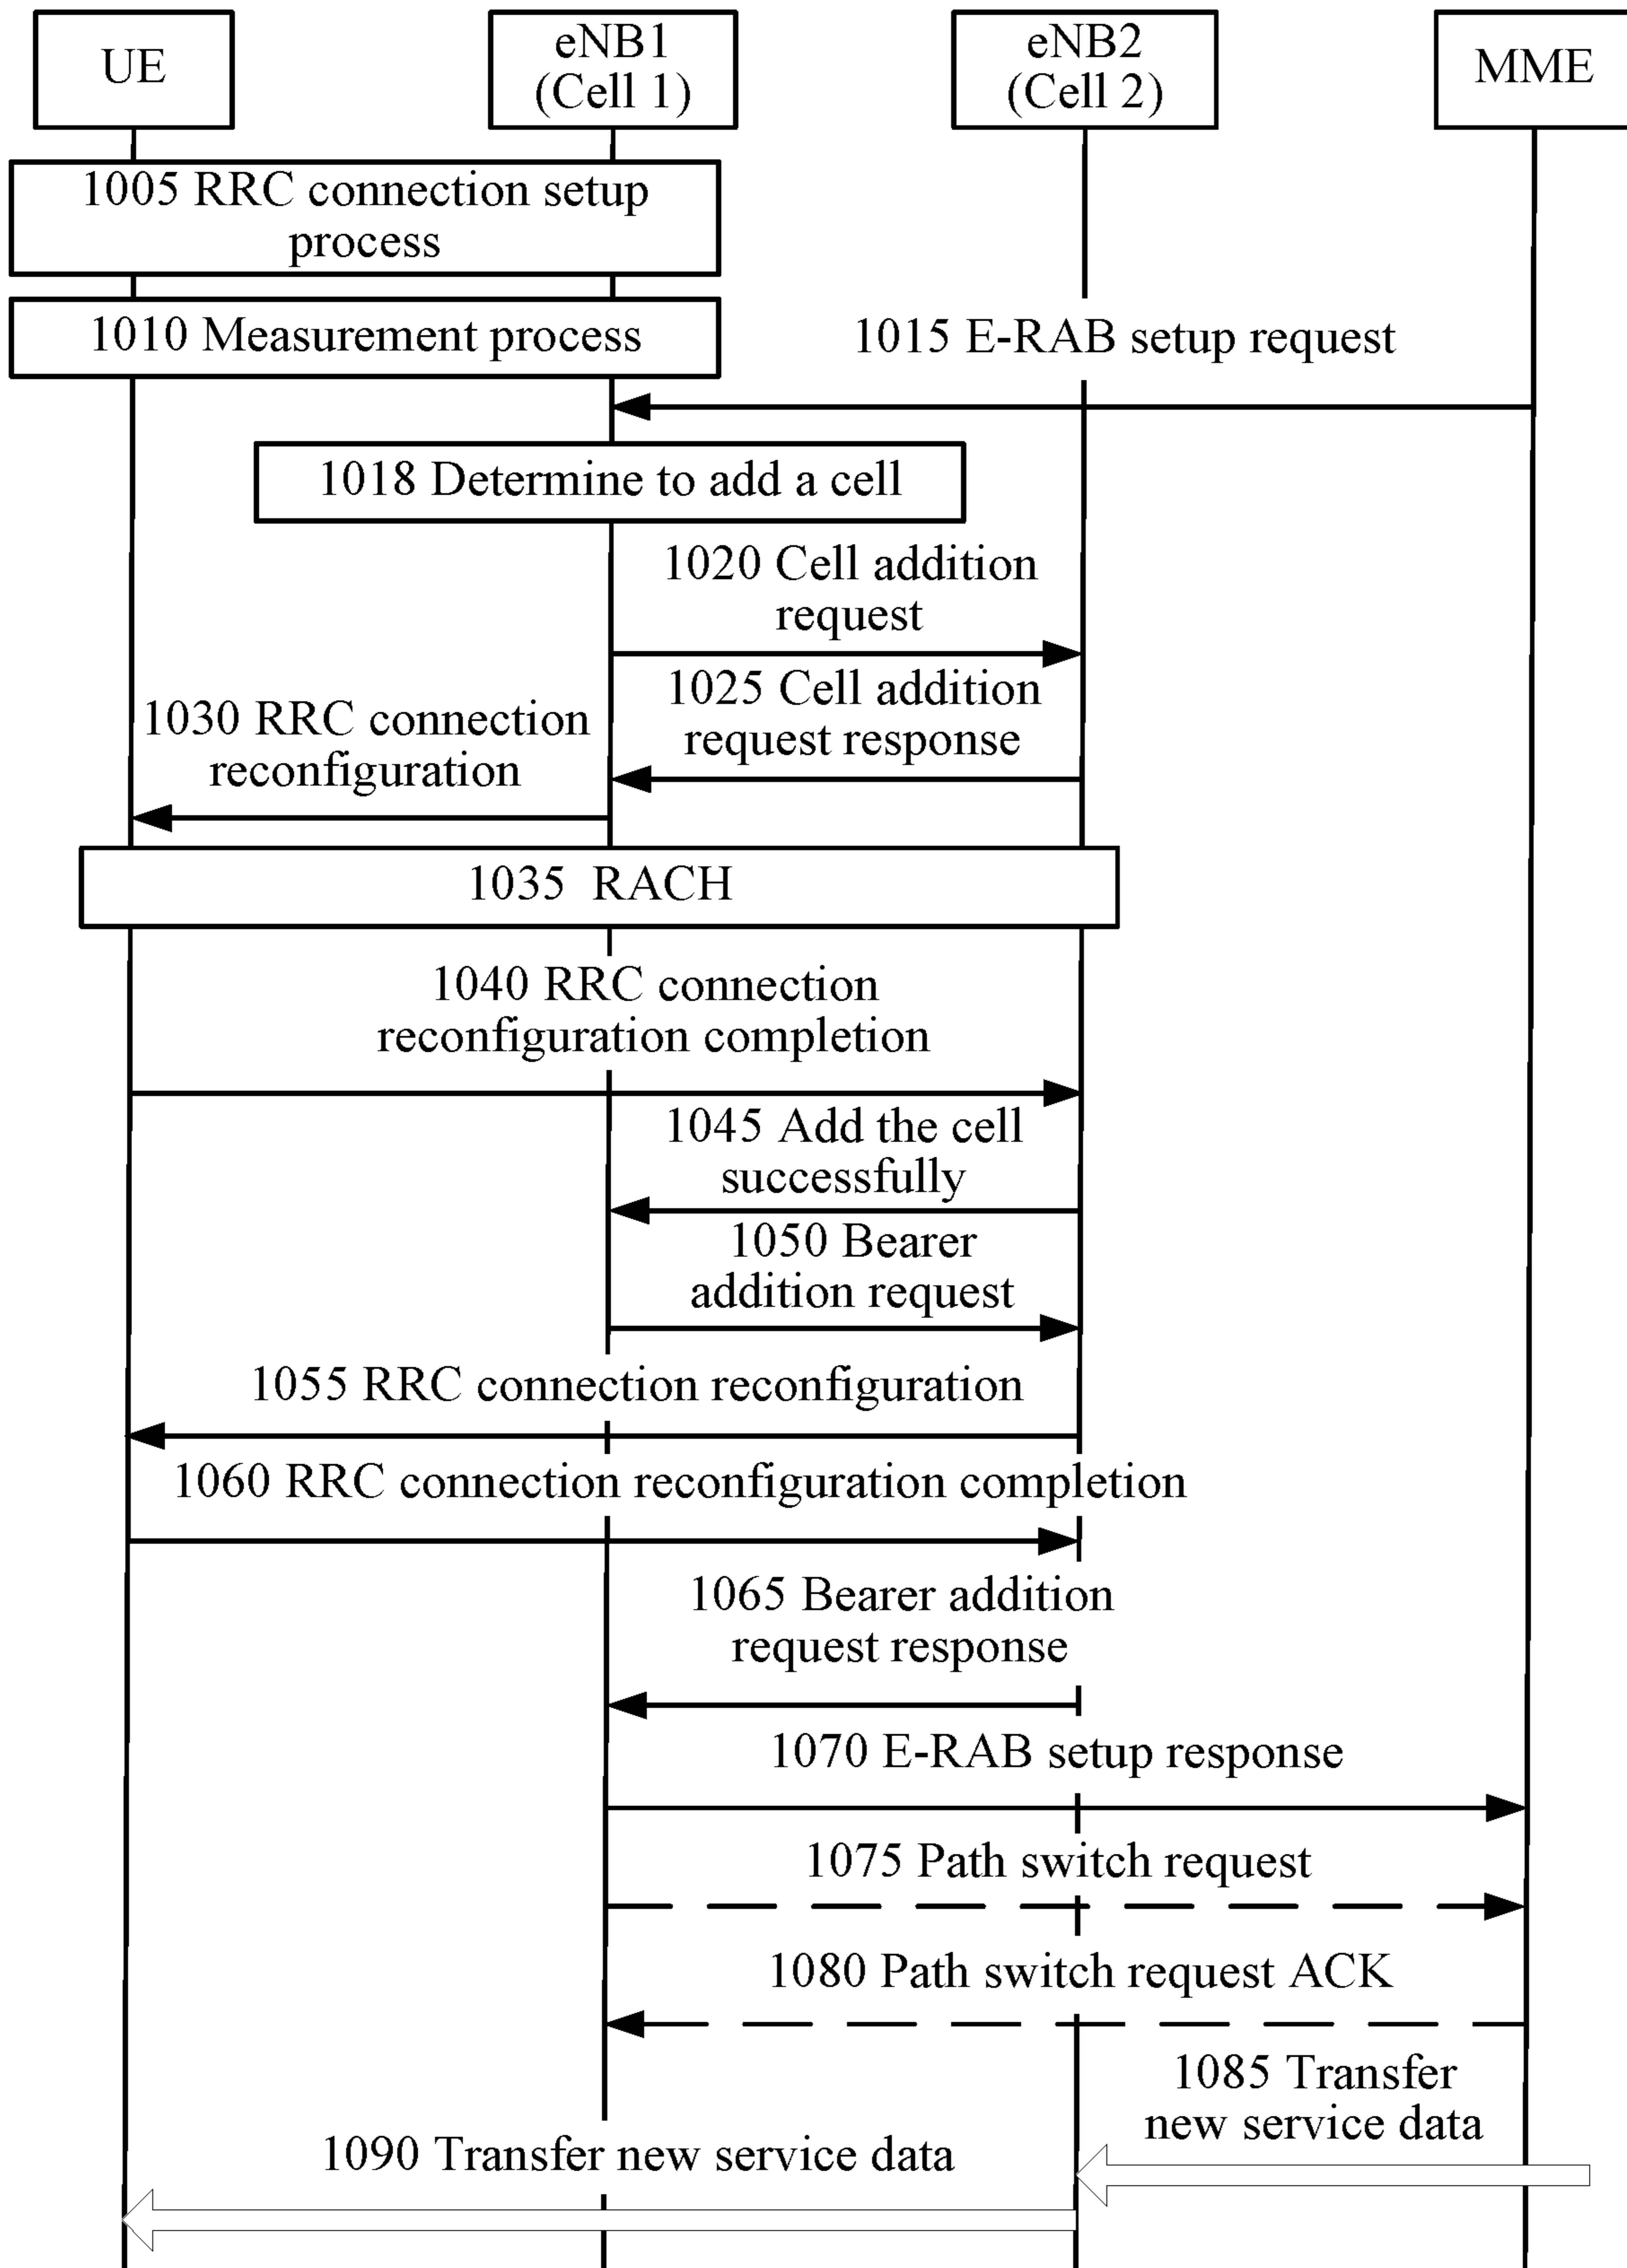 UE
eNB1
(Cell 1)
eNB2
(Cell 2)
MME
1005 RRC connection setup
process
1010 Measurement process
1015 E-RAB setup request
1018 Determine to add a cell
1020 Cell addition
request
1025 Cell addition
request response
1030 RRC connection
reconfiguration
1035 RACH
1040 RRC connection
reconfiguration completion
1045 Add the cell
successfully
1050 Bearer
addition request
1055 RRC connection reconfiguration
1060 RRC connection reconfiguration completion
1065 Bearer addition
request response
1070 E-RAB setup response
1075 Path switch request
1080 Path switch request ACK
1085 Transfer
new service data
1090 Transfer new service data